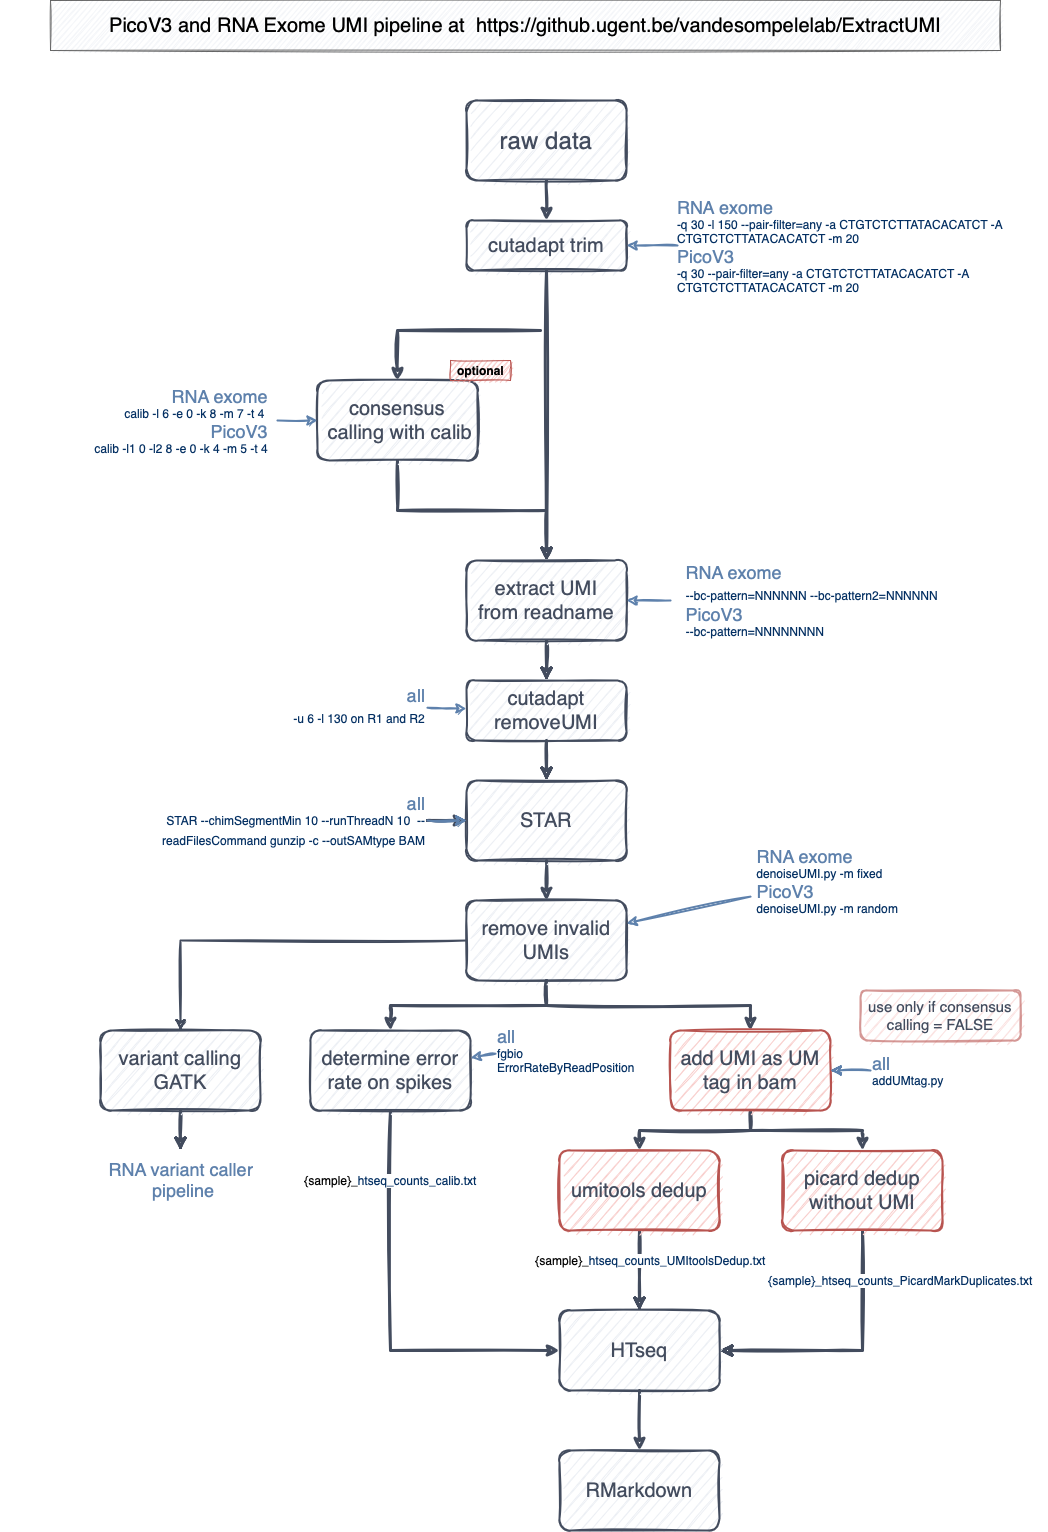 PicoV3 and RNA Exome UMI pipeline at https://github.ugent.be/vandesompelelab/ExtractUMI
raw data
cutadapt trim
RNA exome
-q 30 -l 150 --pair-filter=any -a CTGTCTCTTATACACATCT -A
CTGTCTCTTATACACATCT -m 20
PicoV3
-q 30 --pair-filter=any -a CTGTCTCTTATACACATCT -A
CTGTCTCTTATACACATCT -m 20
optional
consensus
calling with calib
RNA exome
calib -l 6 -e 0 -k 8 -m 7 -t 4
PicoV3
calib -l1 0 -l2 8 -e 0 -k 4 -m 5 -t 4
extract UMI
from readname
RNA exome
--bc-pattern=NNNNNN --bc-pattern2=NNNNNN
PicoV3
--bc-pattern=NNNNNNNN
cutadapt
removeUMI
all
-u 6 -l 130 on R1 and R2
STAR
all
STAR --chimSegmentMin 10 --runThreadN 10 --
readFilesCommand gunzip -c --outSAMtype BAM
RNA exome
denoiseUMI.py -m fixed
PicoV3
denoiseUMI.py -m random
remove invalid
UMIs
use only if consensus
calling = FALSE
variant calling
GATK
determine error
rate on spikes
all
fgbio
ErrorRateByReadPosition
add UMI as UM
tag in bam
all
addUMtag.py
RNA variant caller
pipeline
{sample}_htseq_counts_calib.txt
umitools dedup
picard dedup
without UMI
{sample}_htseq_counts_UMItoolsDedup.txt
{sample}_htseq_counts_PicardMarkDuplicates.txt
HTseq
RMarkdown